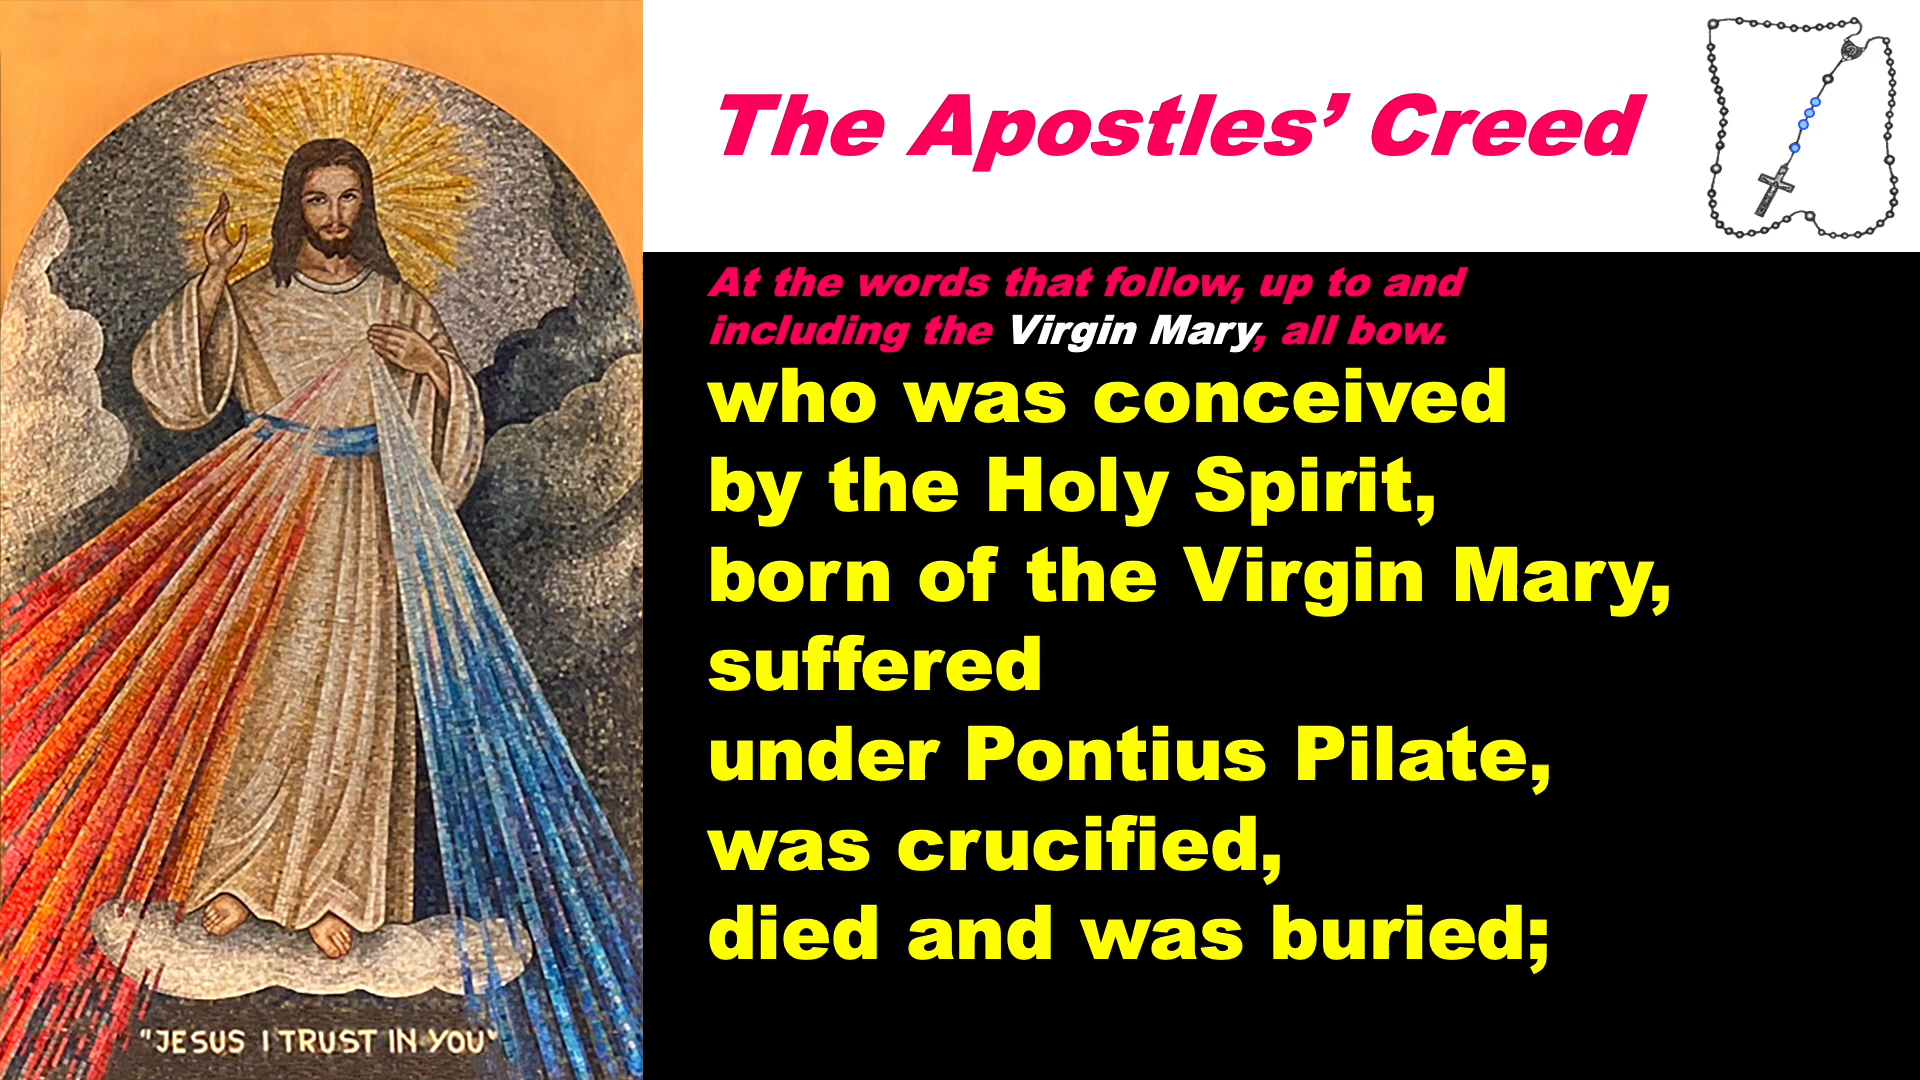 The Apostles’ Creed
At the words that follow, up to and
including the Virgin Mary, all bow.
who was conceived
by the Holy Spirit,
born of the Virgin Mary,
suffered
under Pontius Pilate,
was crucified,
died and was buried;
"JESUS I TRUST IN YOU"